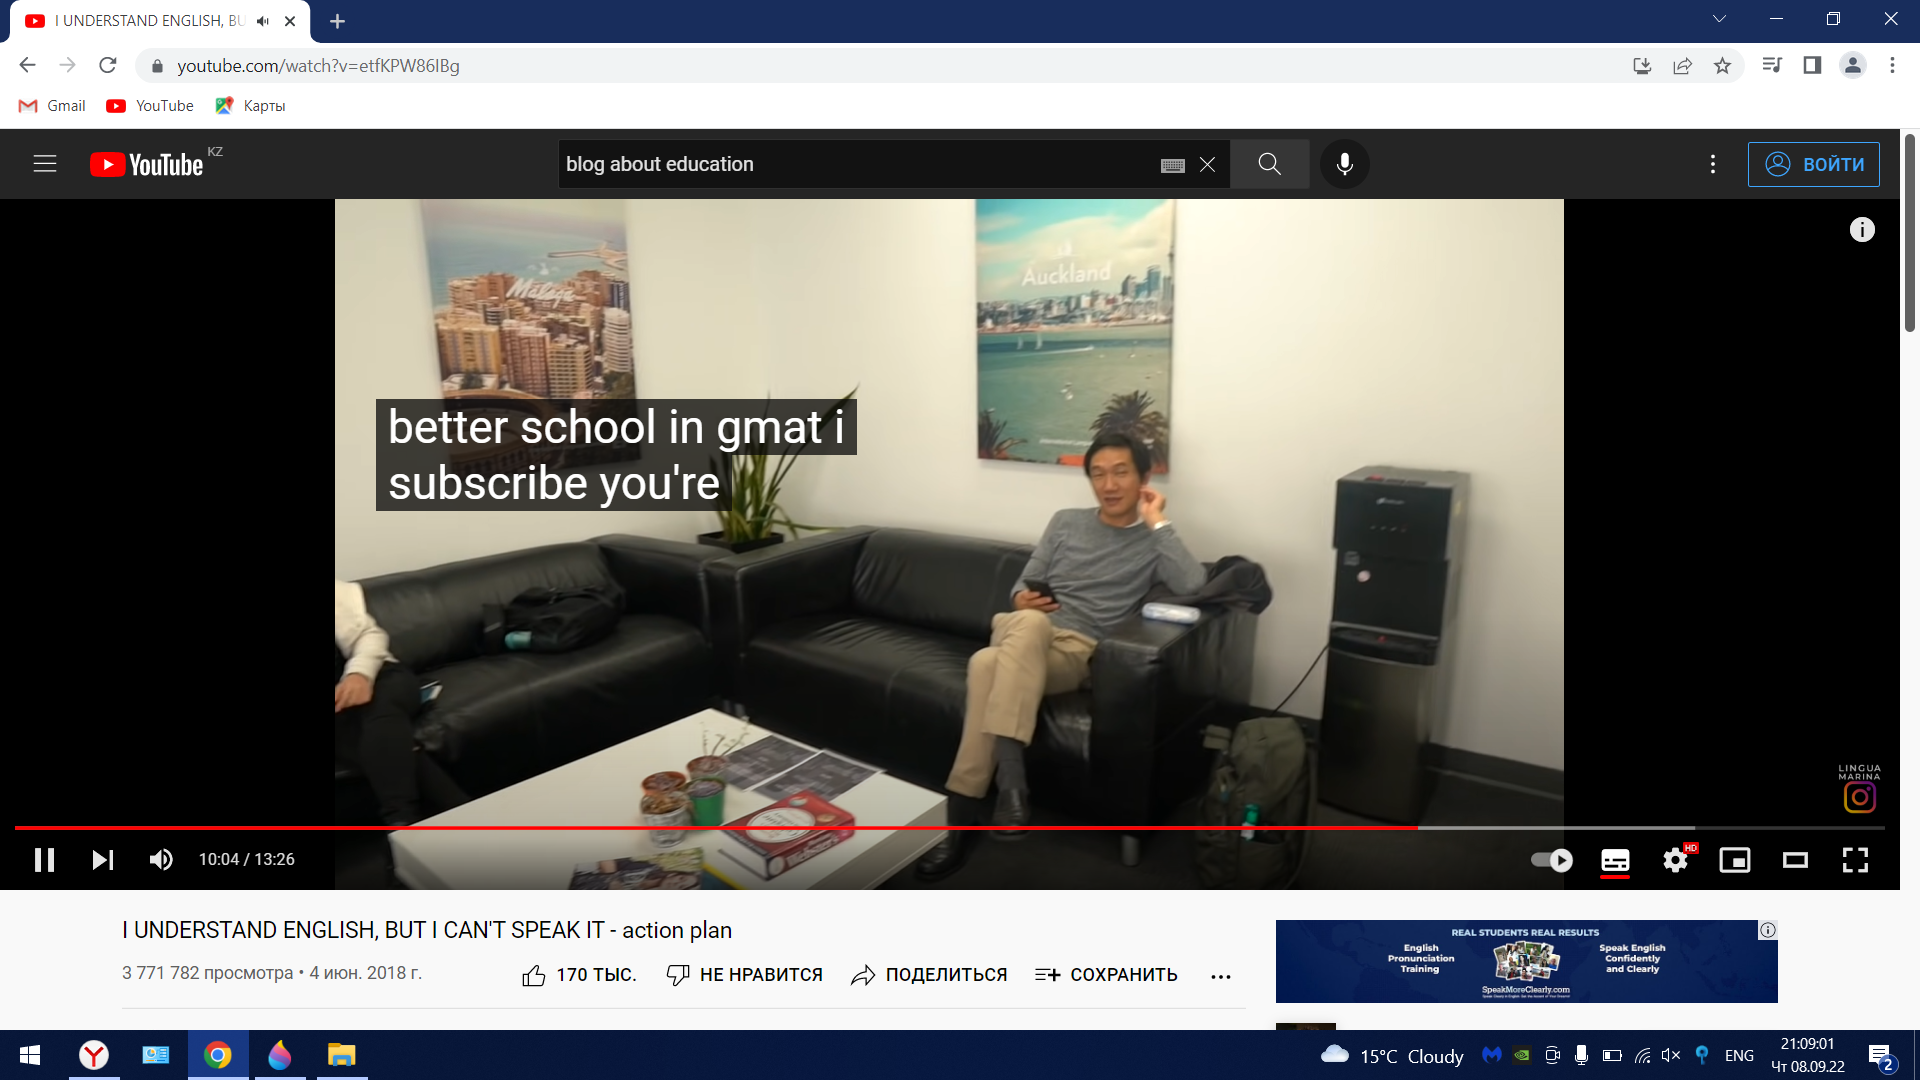 I UNDERSTAND ENGLISH, BU
youtube.com/watch?v=etfKPW86IBg
Gmail
YouTube
Карты
YouTube KZ
blog about education
ВОЙТИ
Malaga
Auckland
better school in gmat i
subscribe you're
LINGUA
MARINA
10:04 / 13:26
HD
I UNDERSTAND ENGLISH, BUT I CAN'T SPEAK IT - action plan
3 771 782 просмотра • 4 июн. 2018 г.
170 ТЫС.
НЕ НРАВИТСЯ
ПОДЕЛИТЬСЯ
СОХРАНИТЬ
REAL STUDENTS REAL RESULTS
English
Pronunciation
Training
Speak English
Confidently
and Clearly
SpeakMoreClearly.com
15°C Cloudy
ENG
21:09:01
Чт 08.09.22
2